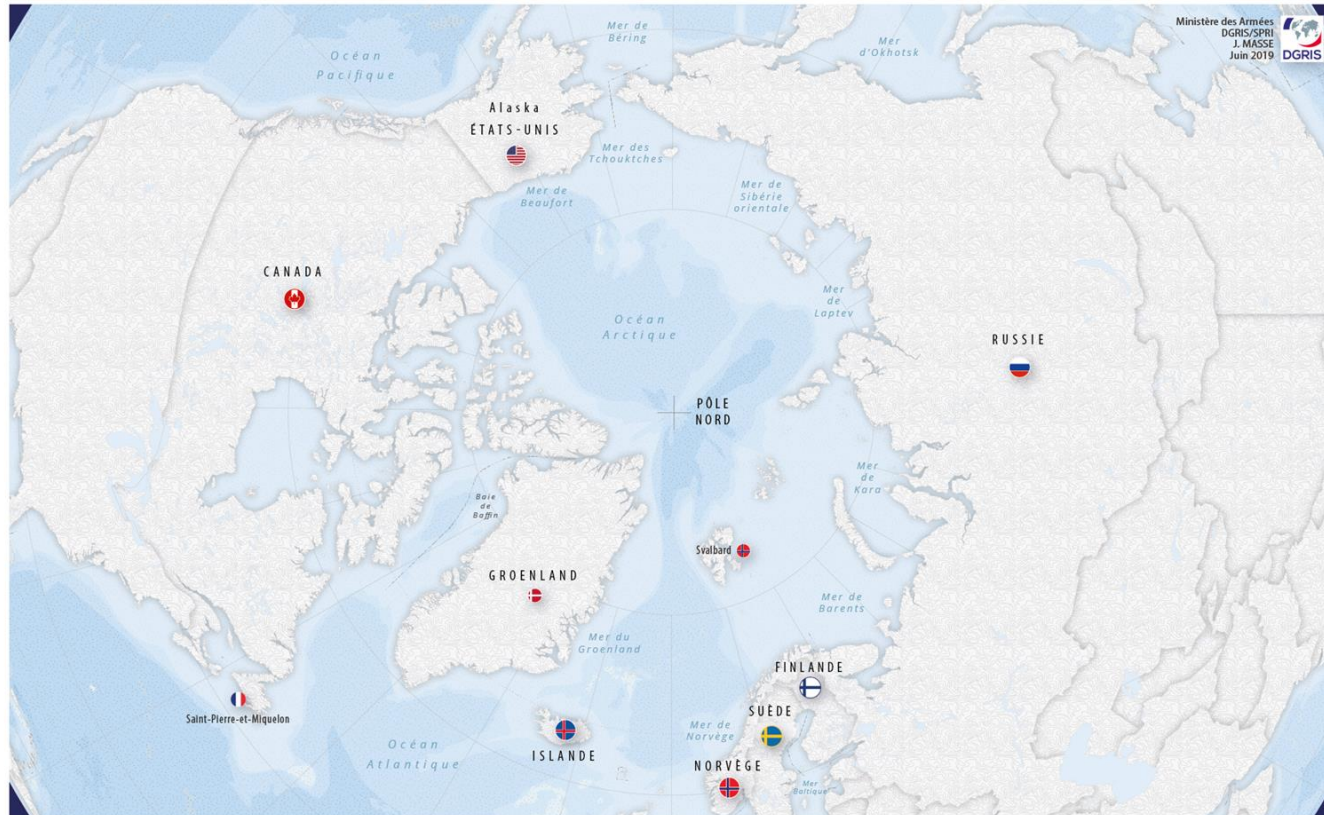 Ministère des Armées
DGRIS/SPRI
J. MASSE
Juin 2019
DGRIS
Mer de
Béring
Mer
d'Okhotsk
Océan
Pacifique
Alaska
ÉTATS-UNIS
Mer des
Tchouktches
Mer de
Beaufort
Mer de
Sibérie
orientale
CANADA
Mer
de
Laptev
Océan
Arctique
RUSSIE
PÔLE
NORD
Mer
de
Kara
Baie
de
Baffin
Svalbard
GROENLAND
Mer de
Barents
Mer du
Groenland
FINLANDE
SUÈDE
Saint-Pierre-et-Miquelon
Mer de
Norvège
Océan
Atlantique
ISLANDE
NORVÈGE
Mer
Baltique